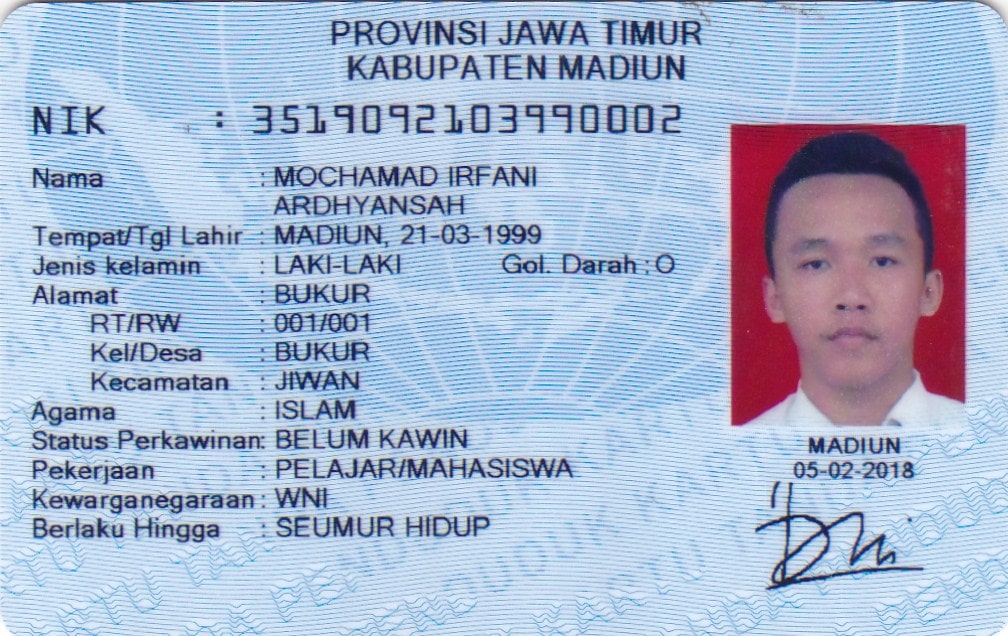 PROVINSI JAWA TIMUR
KABUPATEN MADIUN
NIK : 3519092103990002
Nama : MOCHAMAD IRFANI
ARDHYANSAH
Tempat/Tgl Lahir : MADIUN, 21-03-1999
Jenis kelamin : LAKI-LAKI Gol. Darah : O
Alamat : BUKUR
RT/RW : 001/001
Kel/Desa : BUKUR
Kecamatan : JIWAN
Agama : ISLAM
Status Perkawinan: BELUM KAWIN
Pekerjaan : PELAJAR/MAHASISWA
Kewarganegaraan : WNI
Berlaku Hingga : SEUMUR HIDUP
MADIUN
05-02-2018